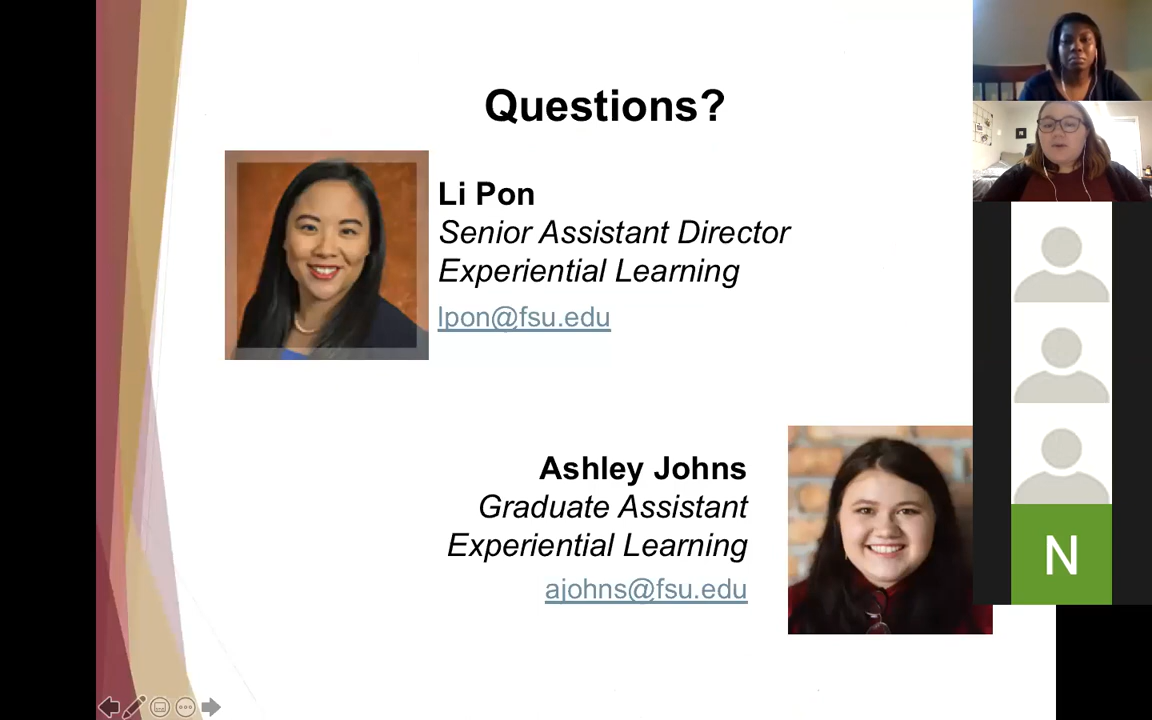 Questions?
Li Pon
Senior Assistant Director
Experiential Learning
lpon@fsu.edu
Ashley Johns
Graduate Assistant
Experiential Learning
ajohns@fsu.edu
N